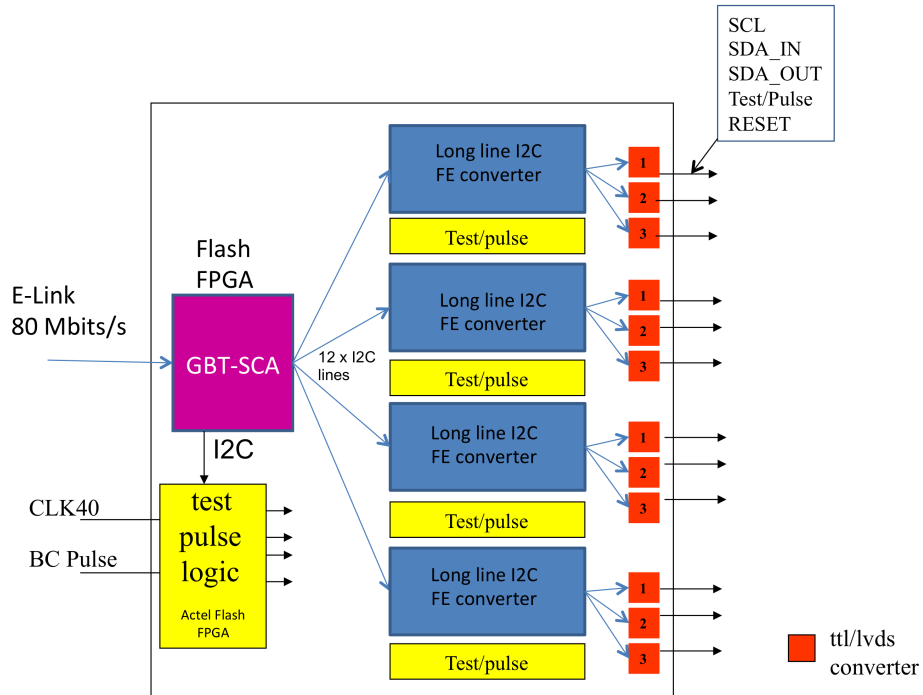 SCL
SDA_IN
SDA_OUT
Test/Pulse
RESET
Long line I2C
FE converter
1
2
3
Test/pulse
Flash
FPGA
E-Link
80 Mbits/s
GBT-SCA
12 x I2C
lines
Long line I2C
FE converter
1
2
3
Test/pulse
Long line I2C
FE converter
1
2
3
Test/pulse
I2C
CLK40
BC Pulse
test
pulse
logic
Actel Flash
FPGA
Long line I2C
FE converter
1
2
3
Test/pulse
ttl/lvds
converter